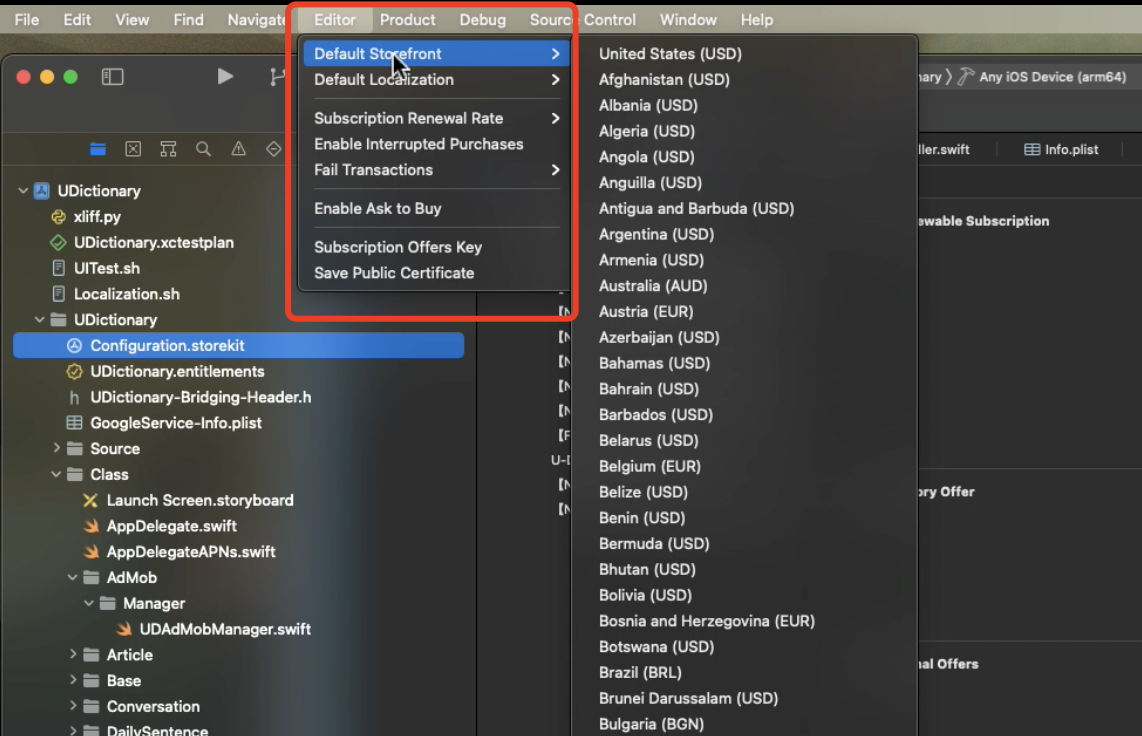 File Edit View Find Navigate Editor Product Debug Source Control Window Help
Any iOS Device (arm64)
Info.plist
UDictionary
xliff.py
UDictionary.xctestplan
UITest.sh
Localization.sh
UDictionary
Configuration.storekit
UDictionary.entitlements
UDictionary-Bridging-Header.h
GoogleService-Info.plist
Source
Class
Launch Screen.storyboard
AppDelegate.swift
AppDelegateAPNs.swift
AdMob
Manager
UDAdMobManager.swift
Article
Base
Conversation
DailySentence
Default Storefront
Default Localization
Subscription Renewal Rate
Enable Interrupted Purchases
Fail Transactions
Enable Ask to Buy
Subscription Offers Key
Save Public Certificate
United States (USD)
Afghanistan (USD)
Albania (USD)
Algeria (USD)
Angola (USD)
Anguilla (USD)
Antigua and Barbuda (USD)
Argentina (USD)
Armenia (USD)
Australia (AUD)
Austria (EUR)
Azerbaijan (USD)
Bahamas (USD)
Bahrain (USD)
Barbados (USD)
Belarus (USD)
Belgium (EUR)
Belize (USD)
Benin (USD)
Bermuda (USD)
Bhutan (USD)
Bolivia (USD)
Bosnia and Herzegovina (EUR)
Botswana (USD)
Brazil (BRL)
Brunei Darussalam (USD)
Bulgaria (BGN)
Subscription
Offer
Offers